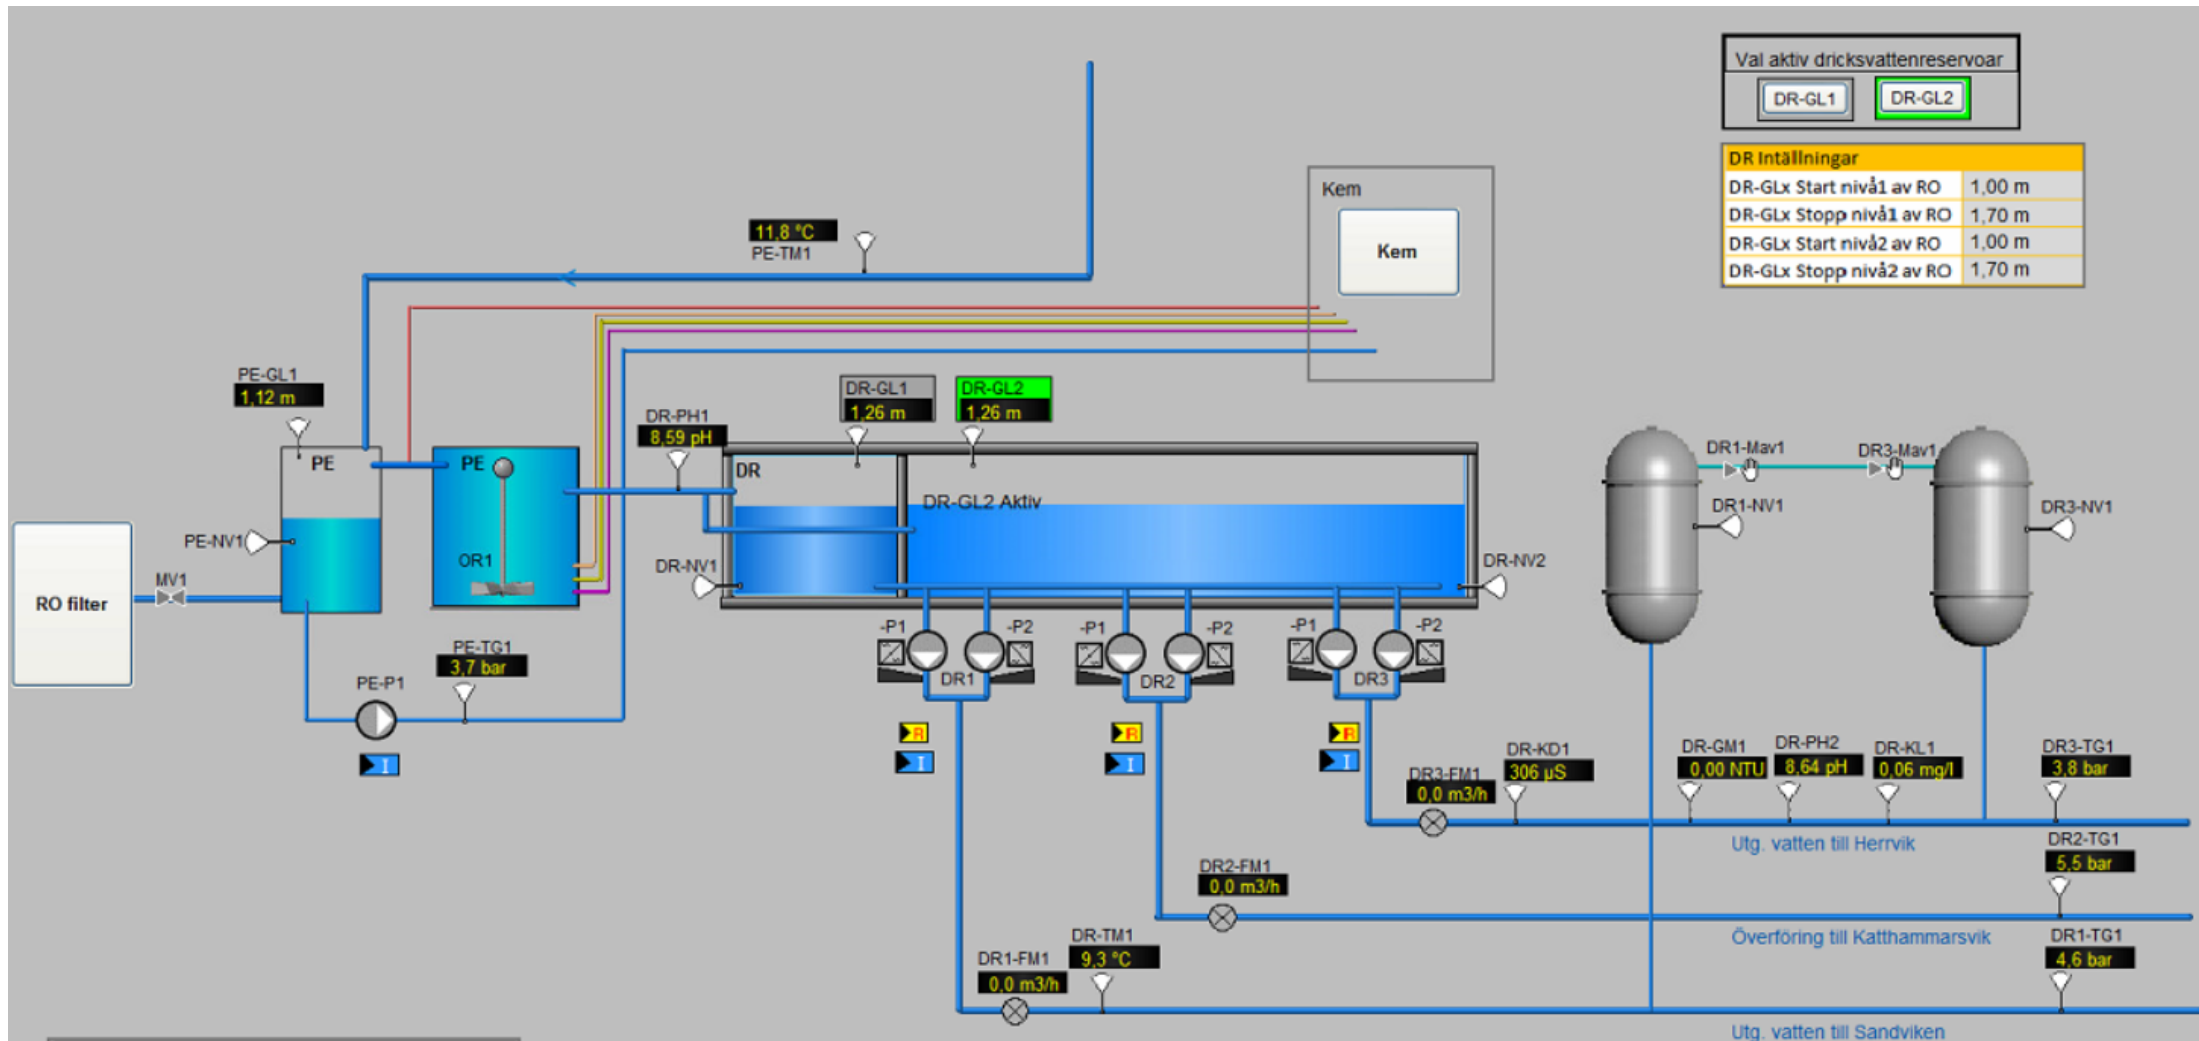 Val aktiv dricksvattenreservoar
DR-GL1
DR-GL2
DR Intällningar
DR-GLx Start nivå1 av RO 1,00 m
DR-GLx Stopp nivå1 av RO 1,70 m
DR-GLx Start nivå2 av RO 1,00 m
DR-GLx Stopp nivå2 av RO 1,70 m
Kem
Kem
11,8 °C
PE-TM1
PE-GL1
1,12 m
DR-GL1
1,26 m
DR-GL2
1,26 m
DR-PH1
8,59 pH
PE
PE
DR
DR-GL2 Aktiv
DR1-Mav1
DR3-Mav1
DR1-NV1
DR3-NV1
PE-NV1
OR1
DR-NV1
DR-NV2
MV1
RO filter
-P1
-P2
-P1
-P2
-P1
-P2
DR1
DR2
DR3
PE-TG1
3,7 bar
PE-P1
I
R
I
R
I
R
I
DR-KD1
306 µS
DR-GM1
0,00 NTU
DR-PH2
8,64 pH
DR-KL1
0,06 mg/l
DR3-TG1
3,8 bar
DR3-FM1
0,0 m3/h
Utg. vatten till Herrvik
DR2-TG1
5,5 bar
DR2-FM1
0,0 m3/h
Överföring till Katthammarsvik
DR1-TG1
4,6 bar
DR-TM1
9,3 °C
DR1-FM1
0,0 m3/h
Utg. vatten till Sandviken